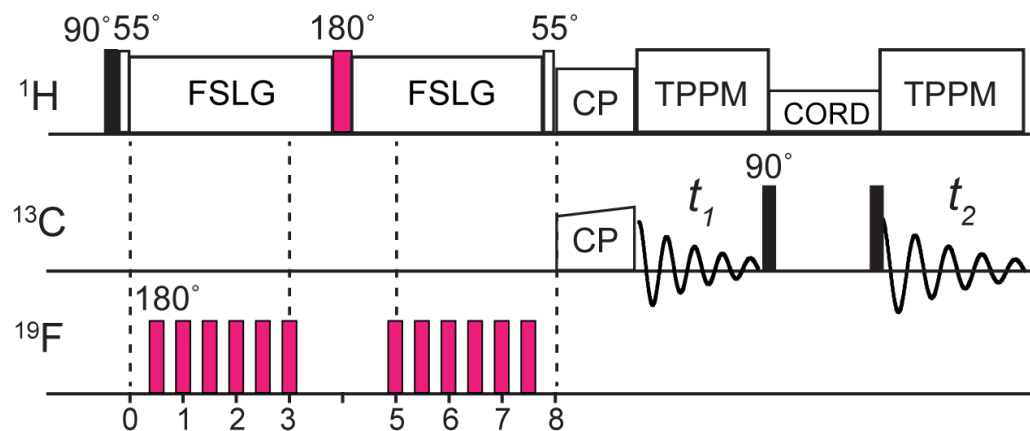 90° 55° 180° 55°
¹H FSLG FSLG CP TPPM CORD TPPM
90°
¹³C CP t₁ t₂
180°
¹⁹F
0 1 2 3 5 6 7 8